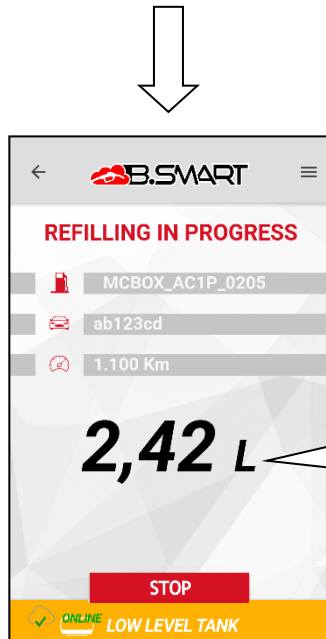 B.SMART
REFILLING IN PROGRESS
MCBOX_AC1P_0205
ab123cd
1.100 Km
2,42 L
STOP
ONLINE LOW LEVEL TANK